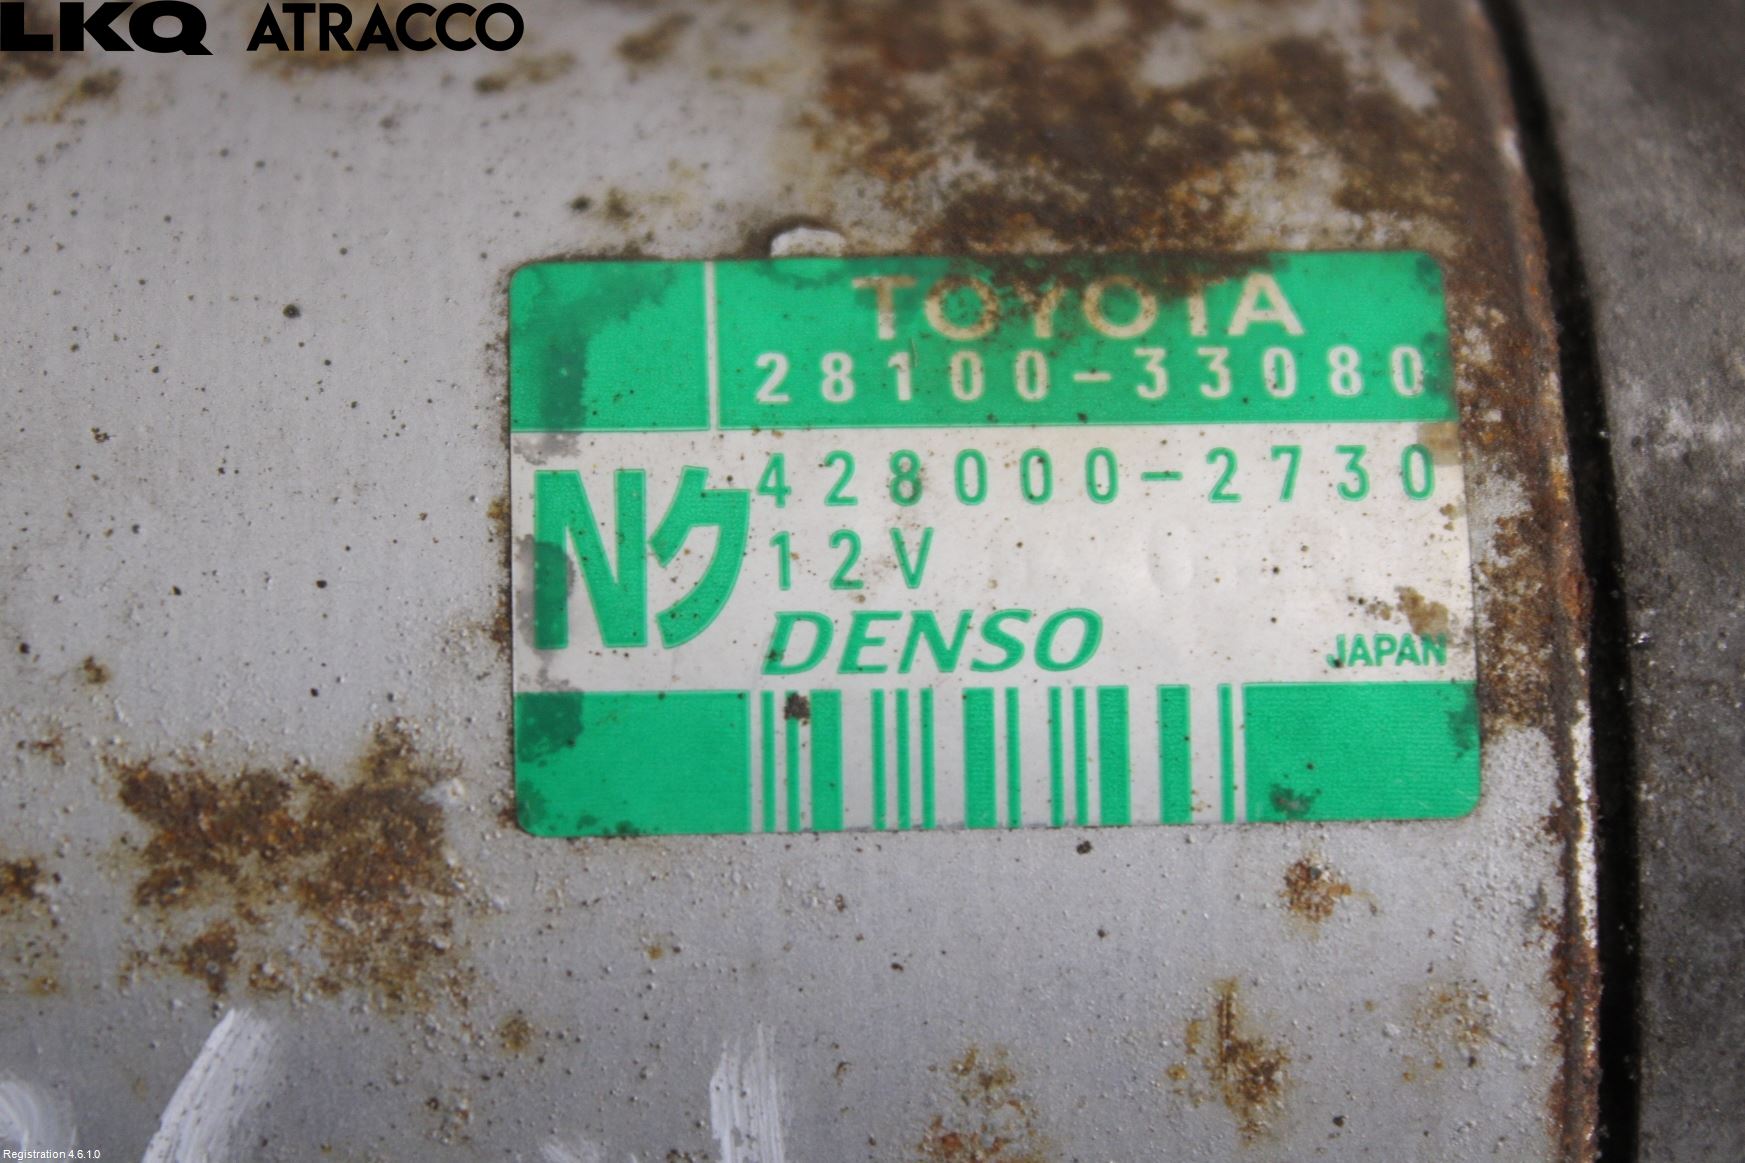 LKQ ATRACCO
TOYOTA
28100-33080
Nク
428000-2730
12V
DENSO
JAPAN
Registration 4.6.1.0